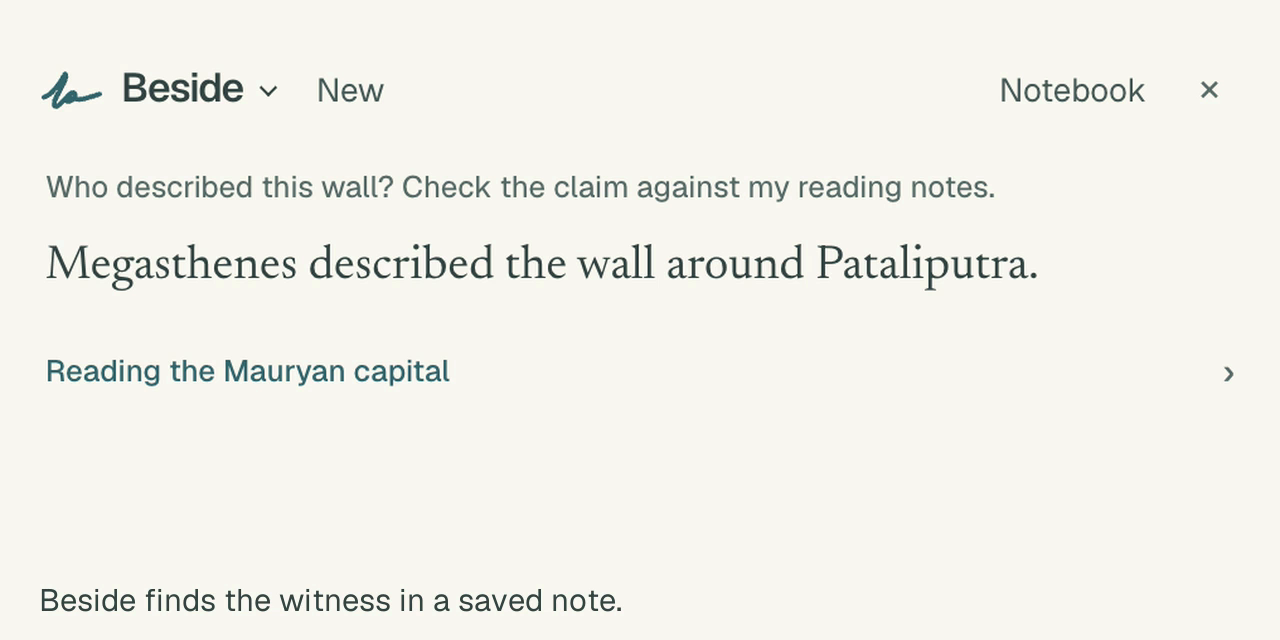 Beside New Notebook ×
Who described this wall? Check the claim against my reading notes.
Megasthenes described the wall around Pataliputra.
Reading the Mauryan capital ›
Beside finds the witness in a saved note.